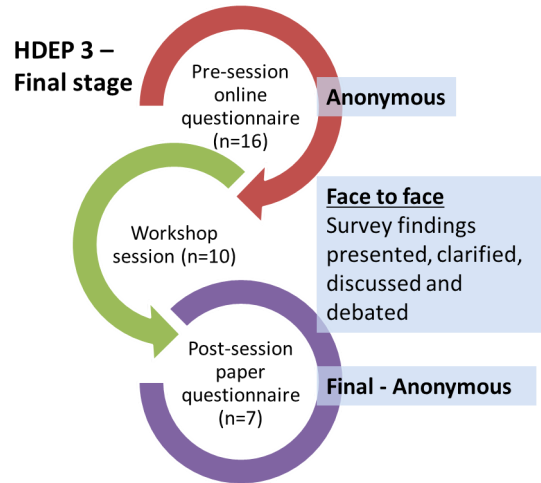 HDEP 3 –
Final stage
Pre-session
online
questionnaire
(n=16)
Anonymous
Workshop
session (n=10)
Face to face
Survey findings
presented, clarified,
discussed and
debated
Post-session
paper
questionnaire
(n=7)
Final - Anonymous